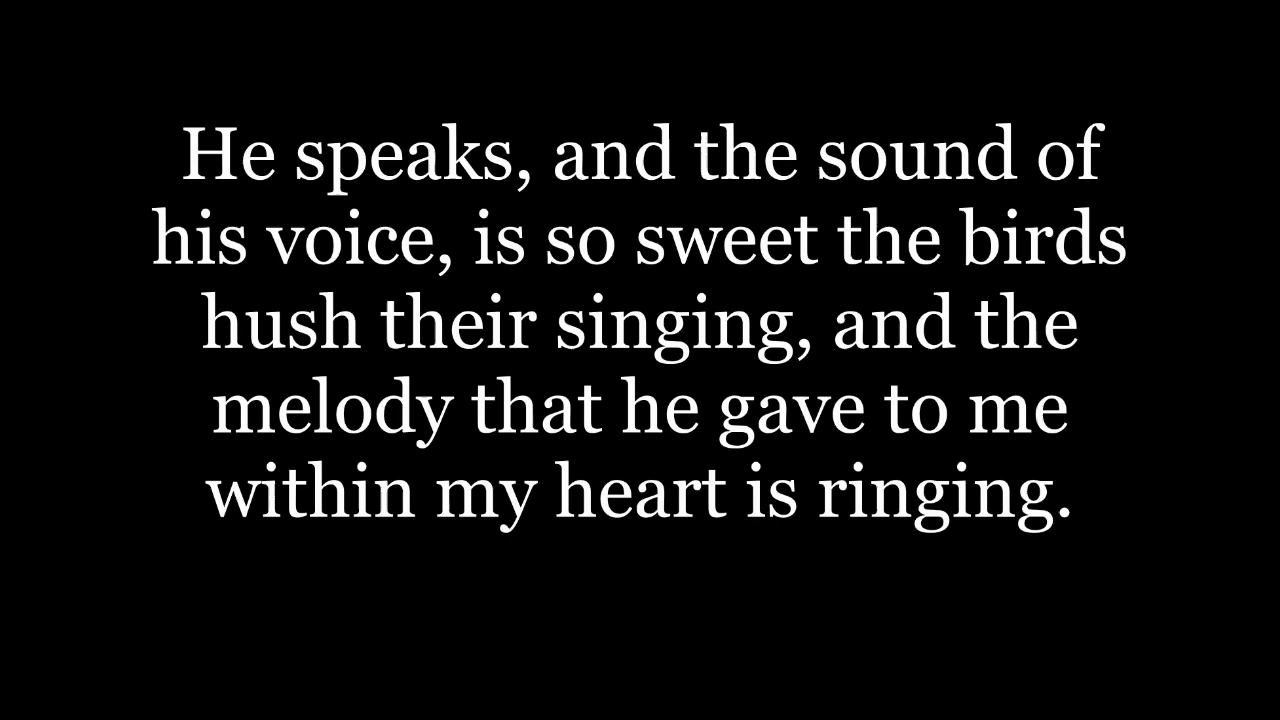 He speaks, and the sound of
his voice, is so sweet the birds
hush their singing, and the
melody that he gave to me
within my heart is ringing.